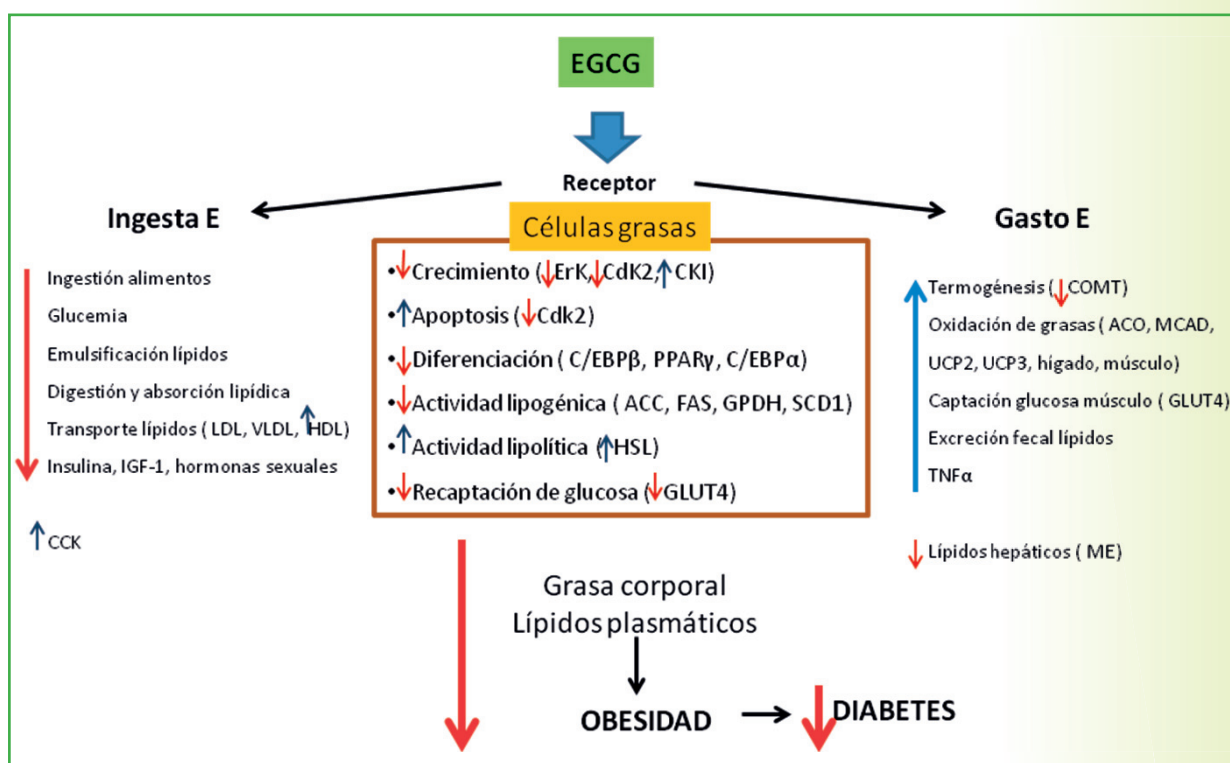 EGCG
Receptor
Ingesta E
Ingestión alimentos
Glucemia
Emulsificación lípidos
Digestión y absorción lipídica
Transporte lípidos ( LDL, VLDL, ↑HDL)
Insulina, IGF-1, hormonas sexuales
↑CCK
Células grasas
•↓Crecimiento (↓ErK,↓CdK2,↑CKI)
•↑Apoptosis (↓Cdk2)
•↓Diferenciación ( C/EBPβ, PPARγ, C/EBPα)
•↓Actividad lipogénica ( ACC, FAS, GPDH, SCD1)
•↑Actividad lipolítica (↑HSL)
•↓Recaptación de glucosa (↓GLUT4)
Gasto E
Termogénesis (↓COMT)
Oxidación de grasas ( ACO, MCAD,
UCP2, UCP3, hígado, músculo)
Captación glucosa músculo ( GLUT4)
Excreción fecal lípidos
TNFα
↓Lípidos hepáticos ( ME)
Grasa corporal
Lípidos plasmáticos
OBESIDAD
DIABETES